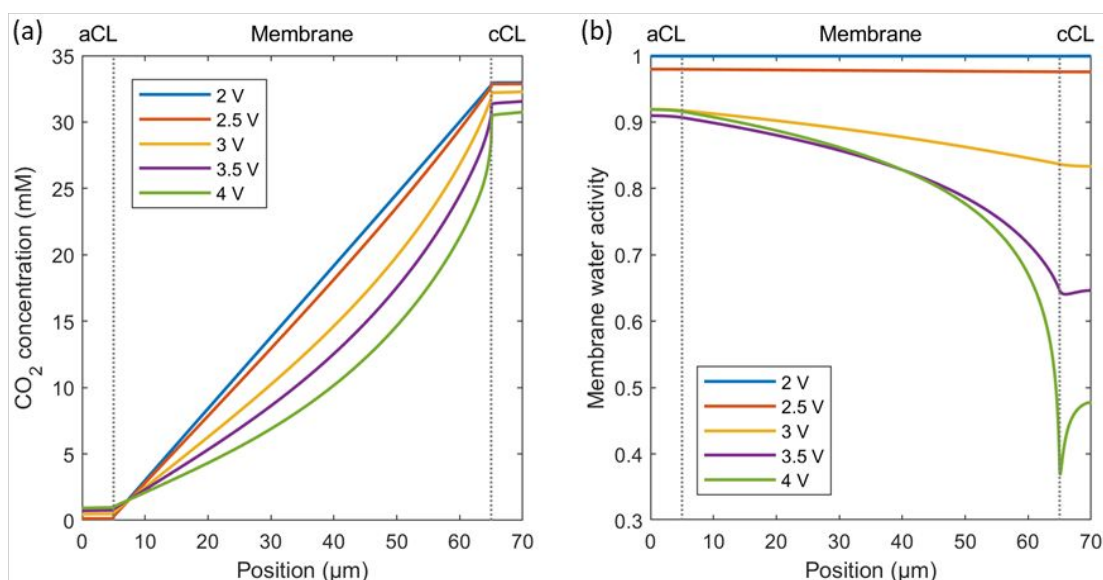 (a) aCL Membrane cCL
35
30
25
20
15
10
5
0
CO₂ concentration (mM)
2 V
2.5 V
3 V
3.5 V
4 V
0 10 20 30 40 50 60 70
Position (µm)
(b) aCL Membrane cCL
1
0.9
0.8
0.7
0.6
0.5
0.4
0.3
Membrane water activity
2 V
2.5 V
3 V
3.5 V
4 V
0 10 20 30 40 50 60 70
Position (µm)